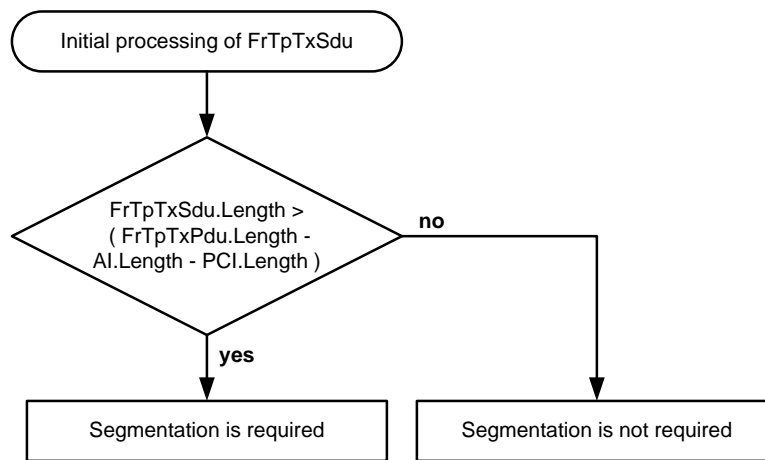 Initial processing of FrTpTxSdu
FrTpTxSdu.Length >
( FrTpTxPdu.Length -
AI.Length - PCI.Length )
no
yes
Segmentation is required
Segmentation is not required